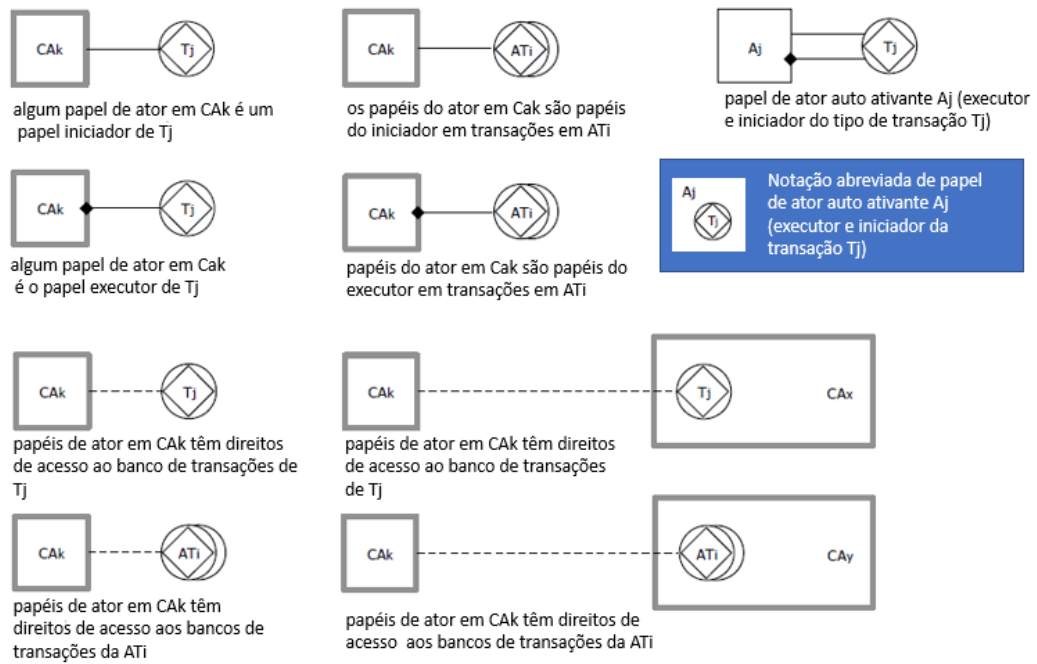 CAk
Tj
algum papel de ator em CAk é um
papel iniciador de Tj
CAk
ATi
os papéis do ator em Cak são papéis
do iniciador em transações em ATi
Aj
Tj
papel de ator auto ativante Aj (executor
e iniciador do tipo de transação Tj)
CAk
Tj
algum papel de ator em Cak
é o papel executor de Tj
CAk
ATi
papéis do ator em Cak são papéis do
executor em transações em ATi
Aj
Tj
Notação abreviada de papel
de ator auto ativante Aj
(executor e iniciador da
transação Tj)
CAk
Tj
papéis de ator em CAk têm direitos
de acesso ao banco de transações de
Tj
CAk
Tj
CAx
papéis de ator em CAk têm direitos
de acesso ao banco de transações
de Tj
CAk
ATi
papéis de ator em CAk têm
direitos de acesso aos bancos de
transações da ATi
CAk
ATi
CAy
papéis de ator em CAk têm direitos de
acesso aos bancos de transações da ATi